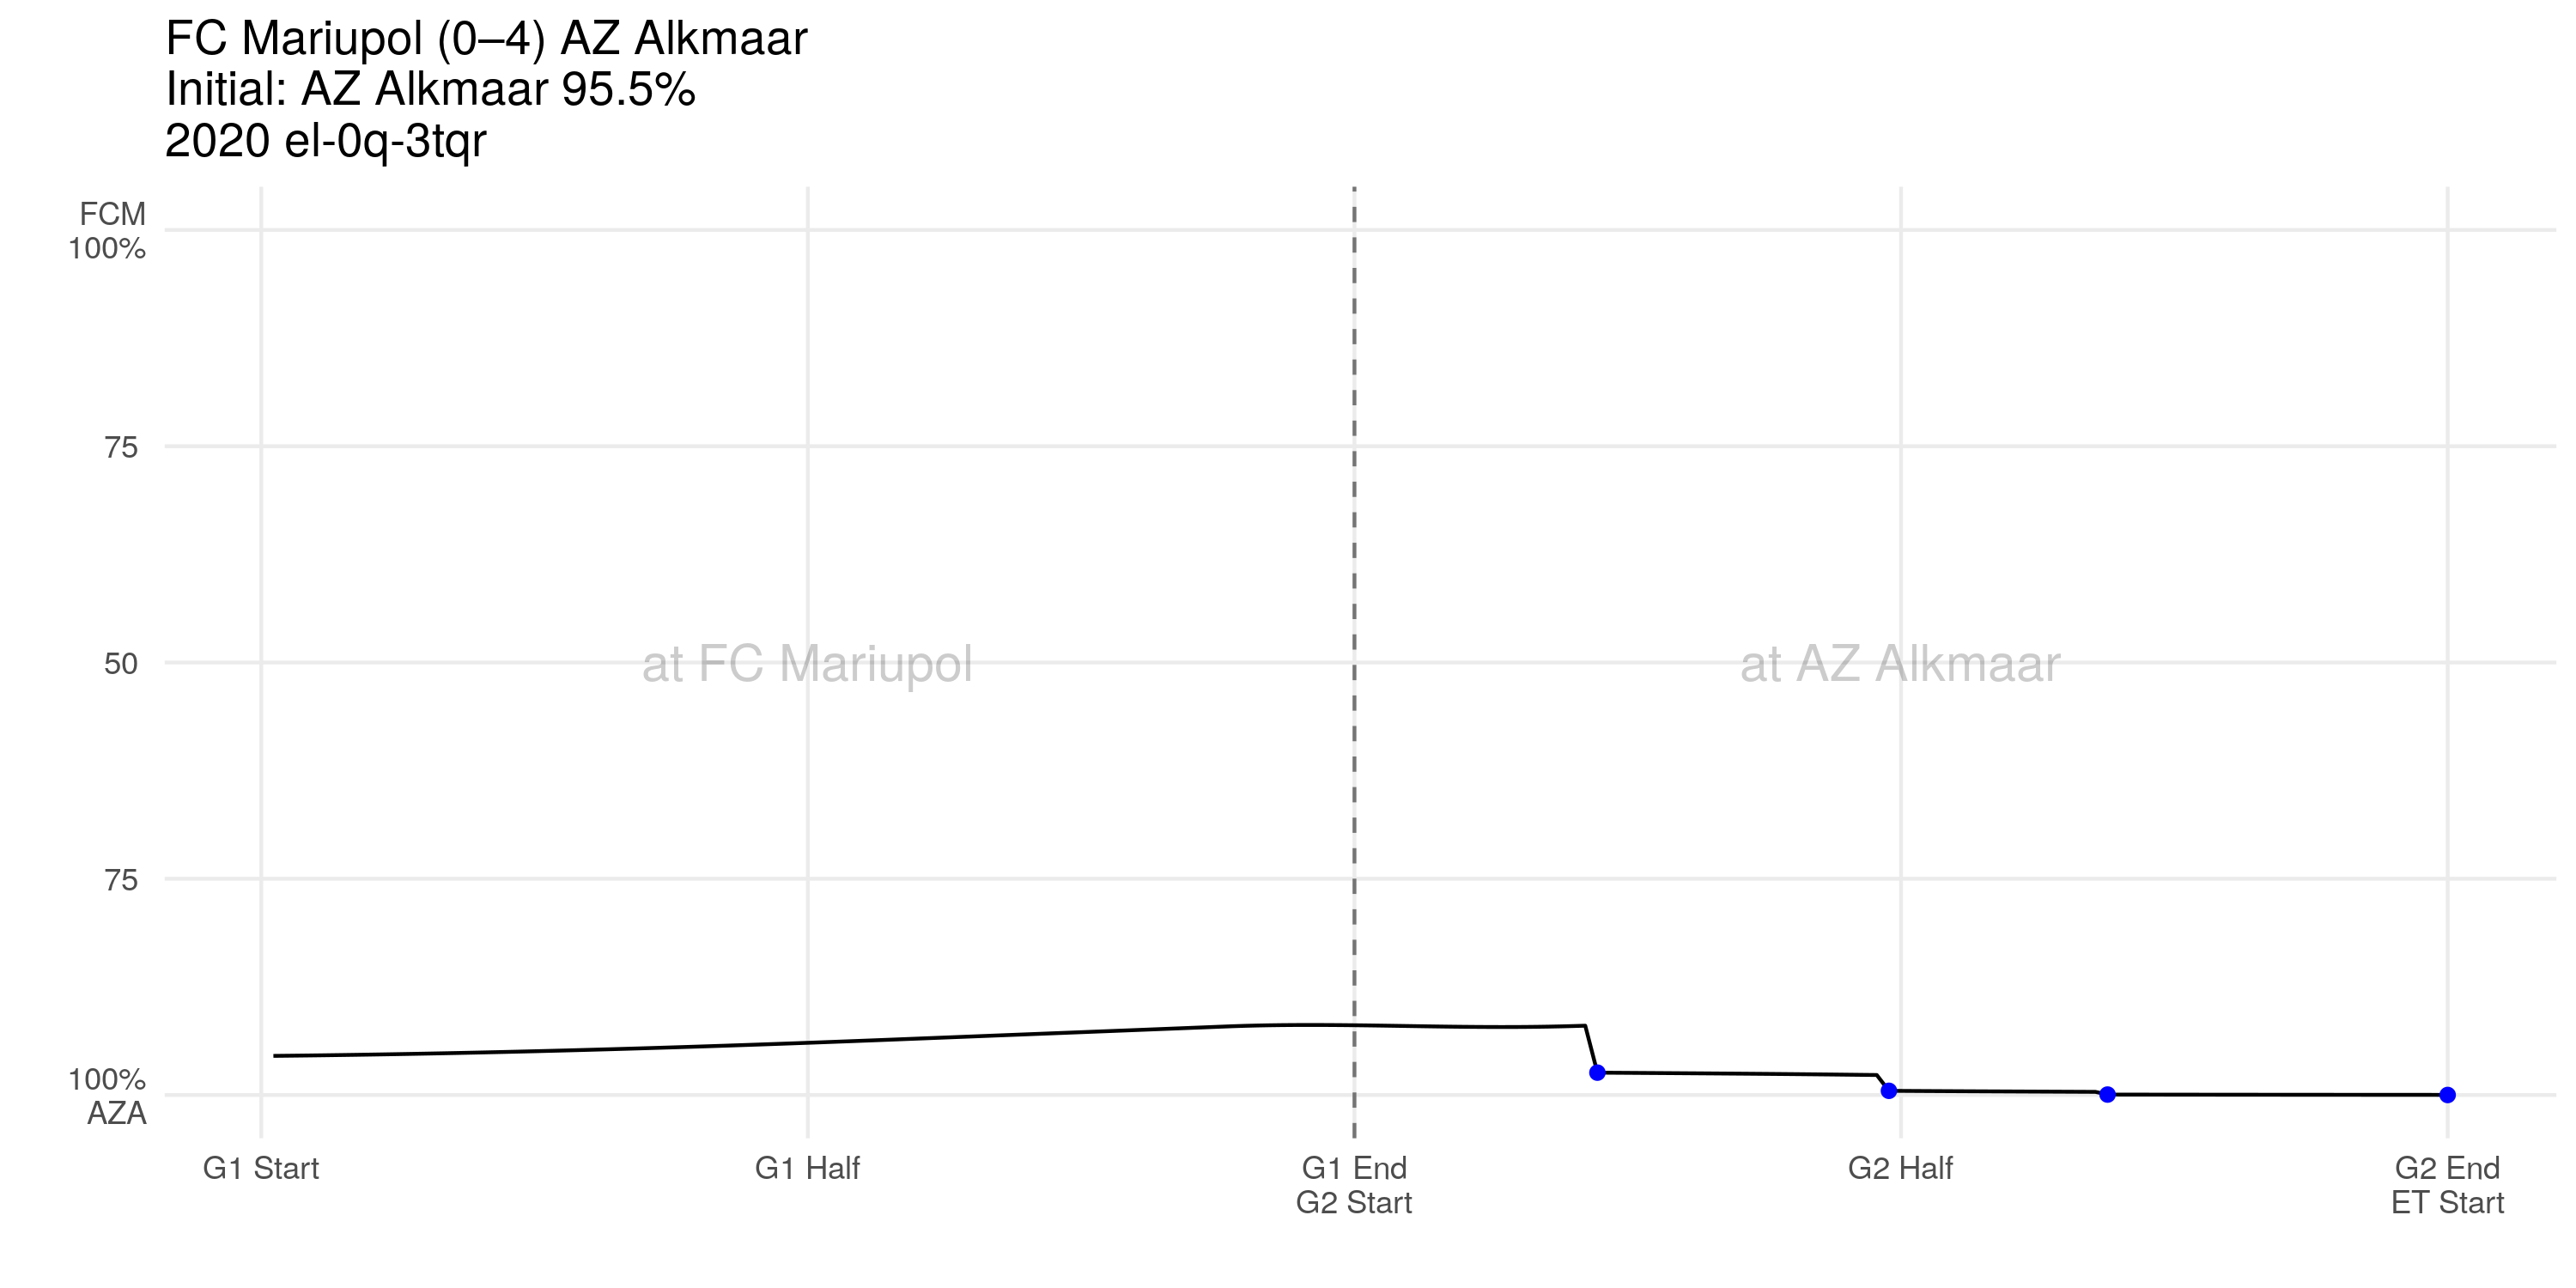 FC Mariupol (0–4) AZ Alkmaar
Initial: AZ Alkmaar 95.5%
2020 el-0q-3tqr
FCM
100%
75
50
75
100%
AZA
at FC Mariupol
at AZ Alkmaar
G1 Start
G1 Half
G1 End
G2 Start
G2 Half
G2 End
ET Start